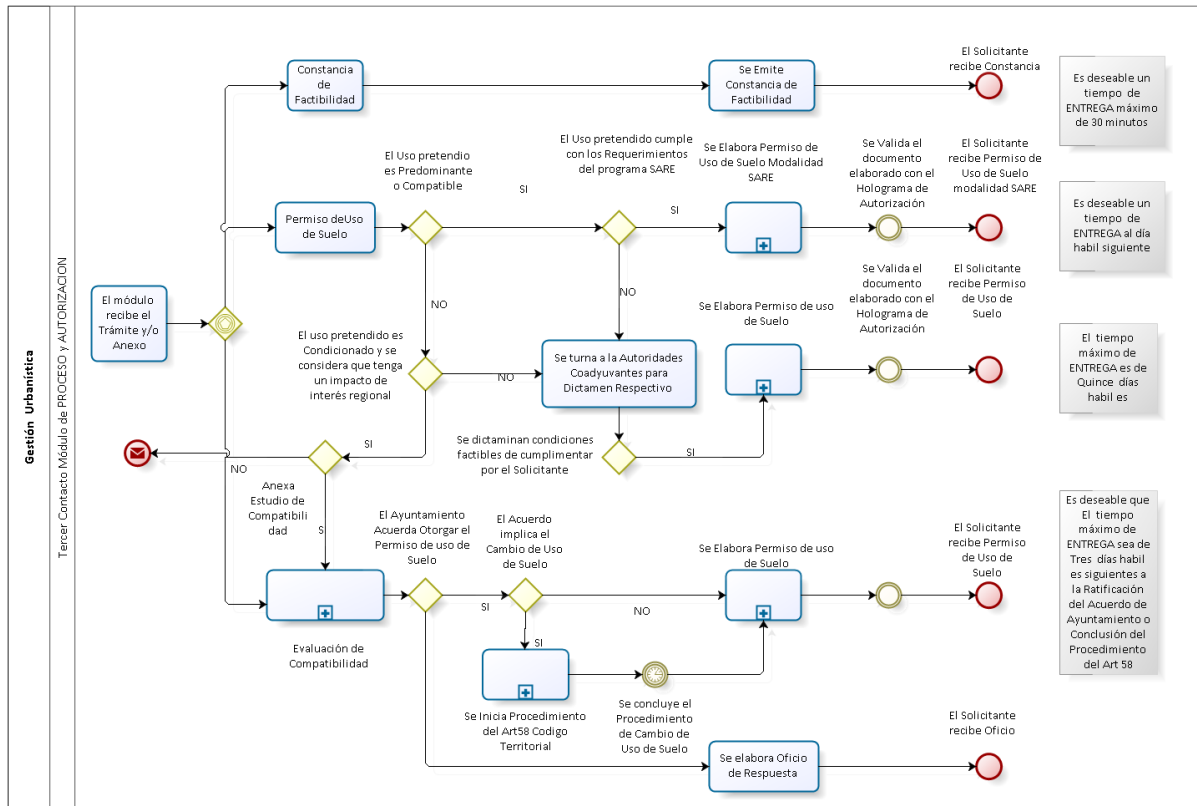 Gestión Urbanística
Tercer Contacto Módulo de PROCESO y AUTORIZACION
El módulo
recibe el
Trámite y/o
Anexo
Constancia
de
Factibilidad
Se Emite
Constancia de
Factibilidad
El Solicitante
recibe Constancia
Es deseable un
tiempo de
ENTREGA máximo
de 30 minutos
Permiso deUso
de Suelo
El Uso pretendio
es Predominante
o Compatible
SI
El Uso pretendido cumple
con los Requerimientos
del programa SARE
SI
Se Elabora Permiso de
Uso de Suelo Modalidad
SARE
Se Valida el
documento
elaborado con el
Holograma de
Autorización
El Solicitante
recibe Permiso de
Uso de Suelo
modalidad SARE
Es deseable un
tiempo de
ENTREGA al día
habil siguiente
NO
NO
El uso pretendido es
Condicionado y se
considera que tenga
un impacto de
interés regional
NO
Se turna a la Autoridades
Coadyuvantes para
Dictamen Respectivo
Se Elabora Permiso de uso
de Suelo
Se Valida el
documento
elaborado con el
Holograma de
Autorización
El Solicitante
recibe Permiso
de Uso de
Suelo
El tiempo
máximo de
ENTREGA es de
Quince días
habil es
SI
NO
Se dictaminan condiciones
factibles de cumplimentar
por el Solicitante
SI
Anexa
Estudio de
Compatibili
dad
SI
Evaluación de
Compatibilidad
El Ayuntamiento
Acuerda Otorgar el
Permiso de uso de
Suelo
SI
El Acuerdo
implica el
Cambio de Uso
de Suelo
NO
SI
Se Inicia Procedimiento
del Art58 Codigo
Territorial
Se concluye el
Procedimiento
de Cambio de
Uso de Suelo
Se Elabora Permiso de uso
de Suelo
El Solicitante
recibe Permiso
de Uso de
Suelo
Es deseable que
El tiempo
máximo de
ENTREGA sea de
Tres días habil
es siguientes a
la Ratificación
del Acuerdo de
Ayuntamiento o
Conclusión del
Procedimiento
del Art 58
Se elabora Oficio
de Respuesta
El Solicitante
recibe Oficio